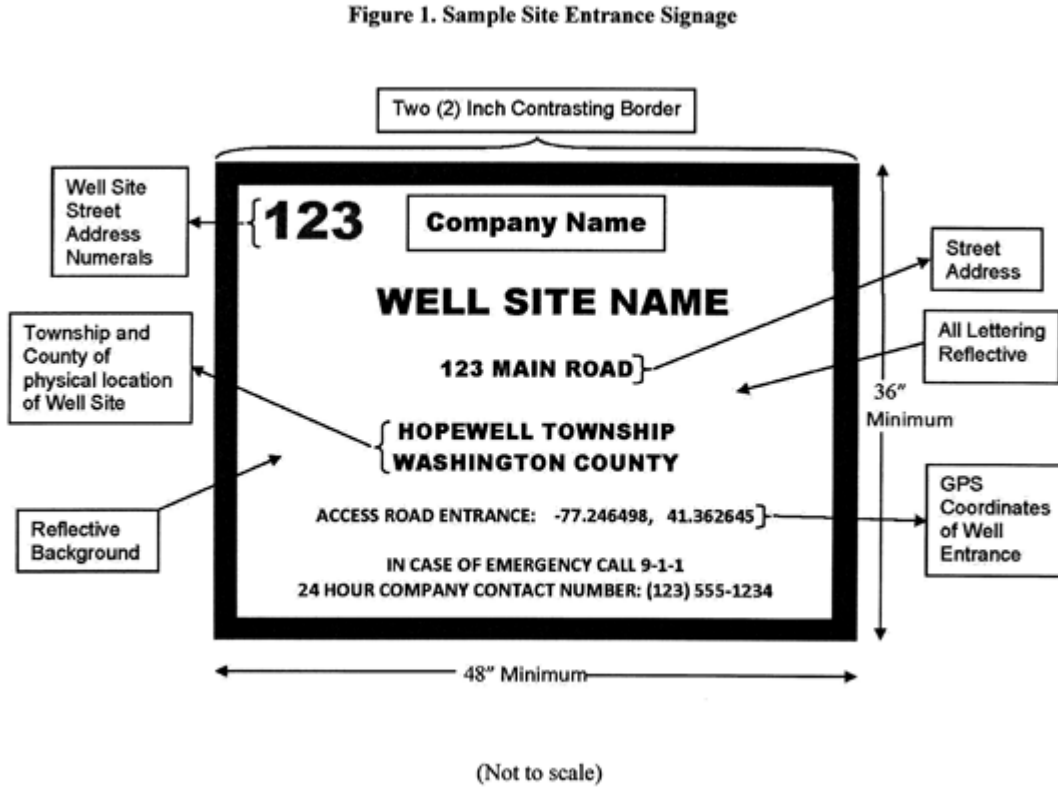 Figure 1. Sample Site Entrance Signage
Two (2) Inch Contrasting Border
Well Site
Street
Address
Numerals
123
Company Name
Street
Address
WELL SITE NAME
Township and
County of
physical location
of Well Site
All Lettering
Reflective
123 MAIN ROAD
36"
Minimum
HOPEWELL TOWNSHIP
WASHINGTON COUNTY
Reflective
Background
ACCESS ROAD ENTRANCE: -77.246498, 41.362645
GPS
Coordinates
of Well
Entrance
IN CASE OF EMERGENCY CALL 9-1-1
24 HOUR COMPANY CONTACT NUMBER: (123) 555-1234
48" Minimum
(Not to scale)